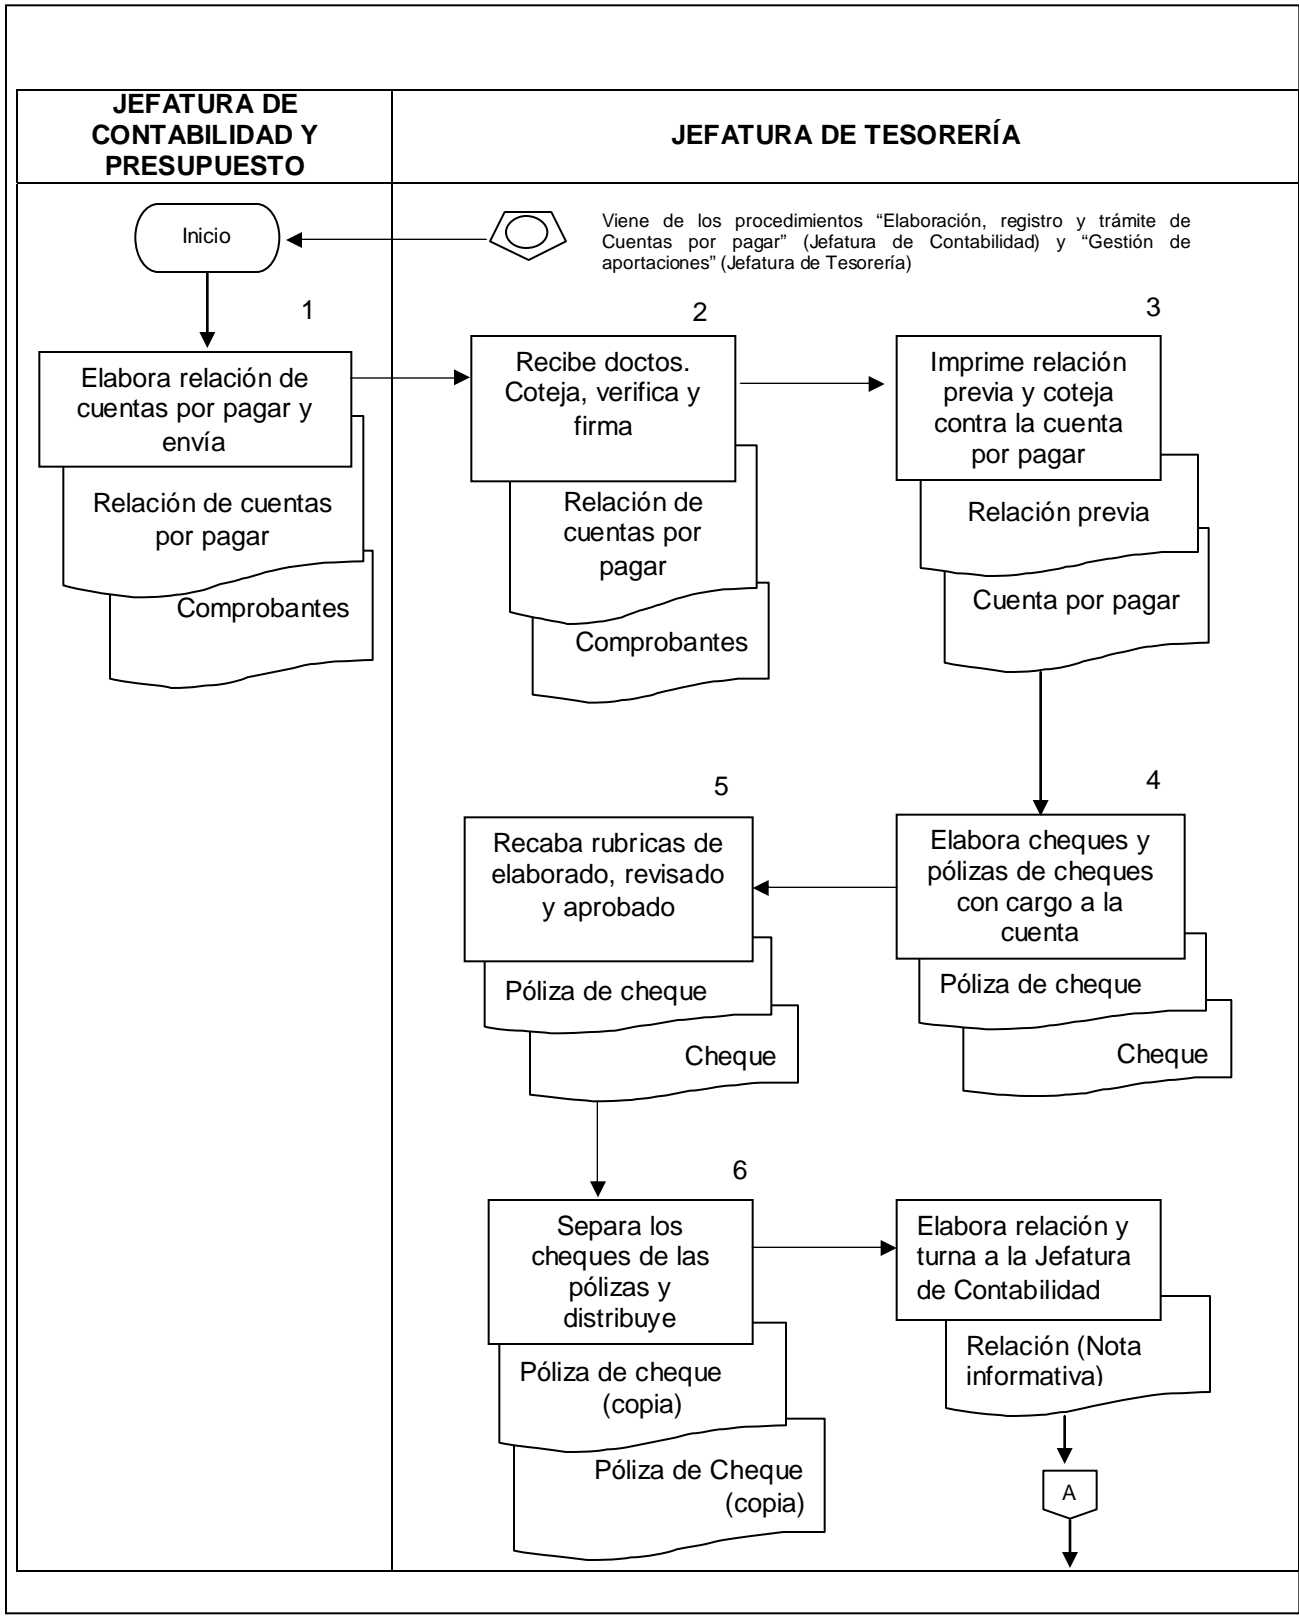 JEFATURA DE
CONTABILIDAD Y
PRESUPUESTO
JEFATURA DE TESORERÍA
Inicio
Viene de los procedimientos “Elaboración, registro y trámite de
Cuentas por pagar” (Jefatura de Contabilidad) y “Gestión de
aportaciones” (Jefatura de Tesorería)
1
Elabora relación de
cuentas por pagar y
envía
Relación de cuentas
por pagar
Comprobantes
2
Recibe doctos.
Coteja, verifica y
firma
Relación de
cuentas por
pagar
Comprobantes
3
Imprime relación
previa y coteja
contra la cuenta
por pagar
Relación previa
Cuenta por pagar
4
Elabora cheques y
pólizas de cheques
con cargo a la
cuenta
Póliza de cheque
Cheque
5
Recaba rubricas de
elaborado, revisado
y aprobado
Póliza de cheque
Cheque
6
Separa los
cheques de las
pólizas y
distribuye
Póliza de cheque
(copia)
Póliza de Cheque
(copia)
Elabora relación y
turna a la Jefatura
de Contabilidad
Relación (Nota
informativa)
A